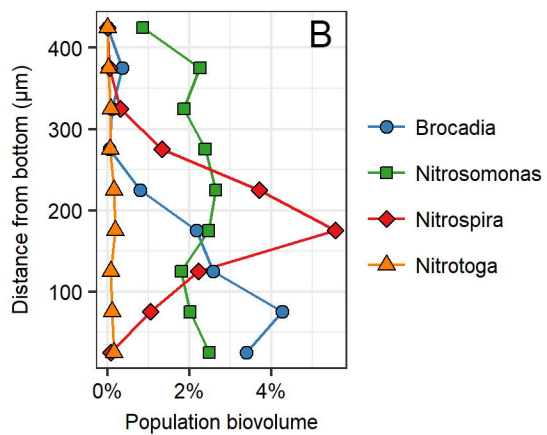 B
400
300
200
100
Distance from bottom (µm)
0% 2% 4%
Population biovolume
Brocadia
Nitrosomonas
Nitrospira
Nitrotoga